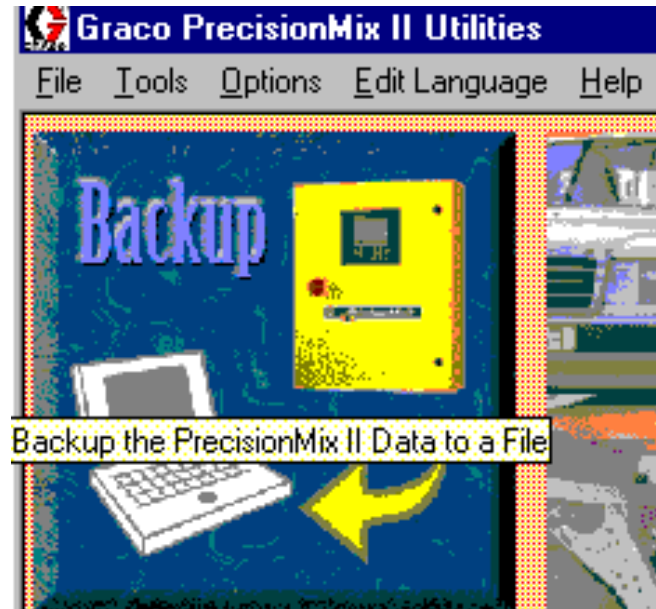 Graco PrecisionMix II Utilities
File Tools Options Edit Language Help
Backup
Backup the PrecisionMix II Data to a File